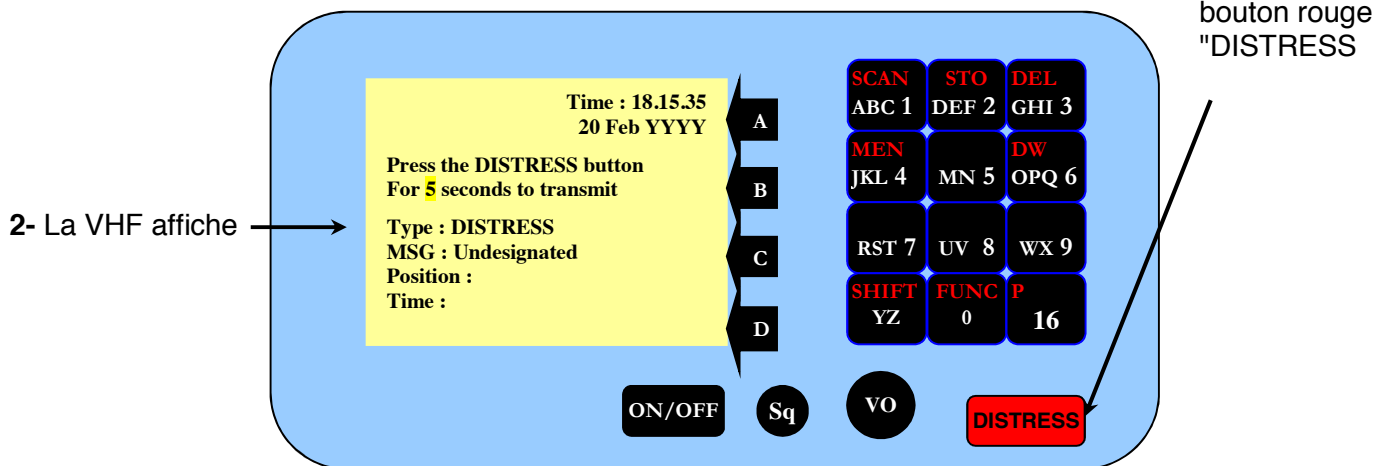 bouton rouge
"DISTRESS
2- La VHF affiche
Time : 18.15.35
20 Feb YYYY
Press the DISTRESS button
For 5 seconds to transmit
Type : DISTRESS
MSG : Undesignated
Position :
Time :
A
B
C
D
SCAN STO DEL
ABC 1 DEF 2 GHI 3
MEN DW
JKL 4 MN 5 OPQ 6
RST 7 UV 8 WX 9
SHIFT FUNC P
YZ 0 16
ON/OFF Sq VO DISTRESS